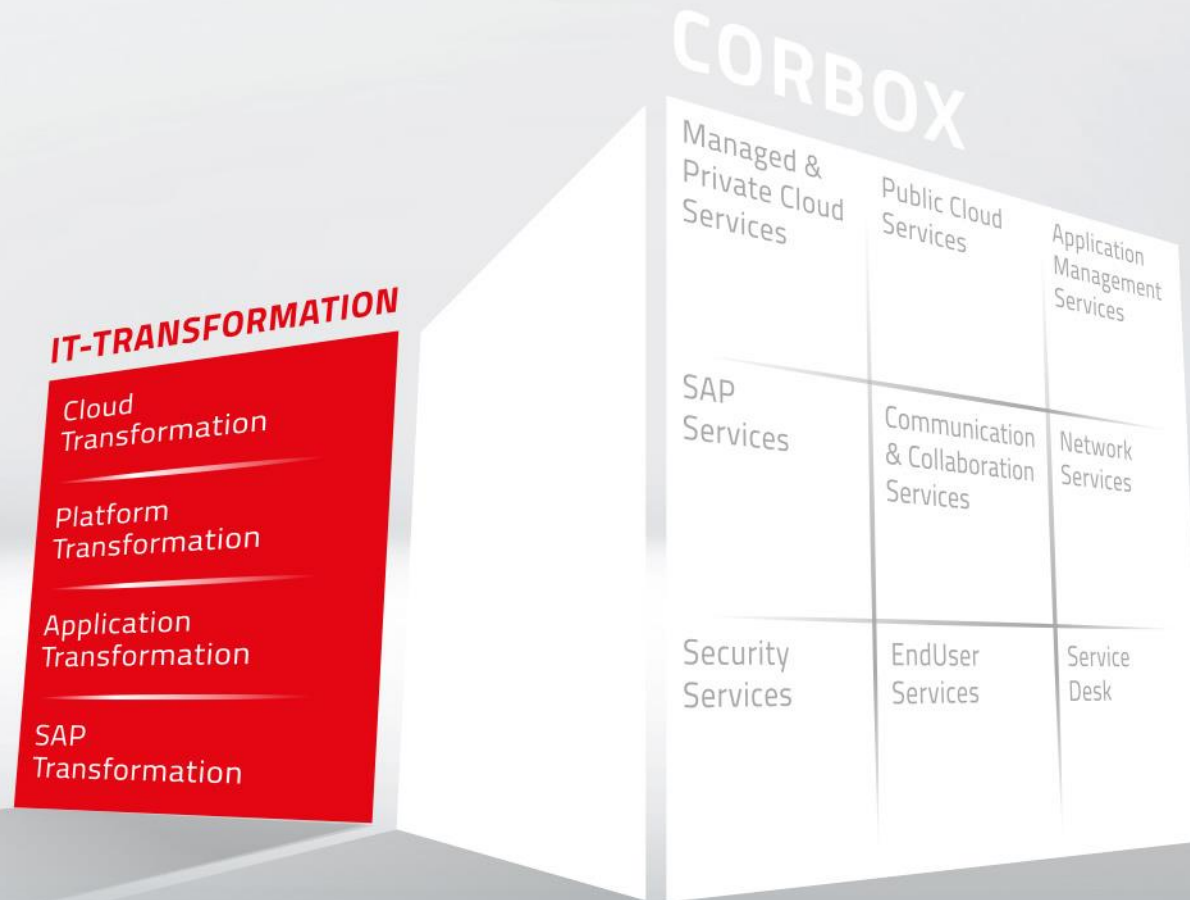 IT-TRANSFORMATION
Cloud
Transformation
Platform
Transformation
Application
Transformation
SAP
Transformation
CORBOX
Managed &
Private Cloud
Services
Public Cloud
Services
Application
Management
Services
SAP
Services
Communication
& Collaboration
Services
Network
Services
Security
Services
EndUser
Services
Service
Desk